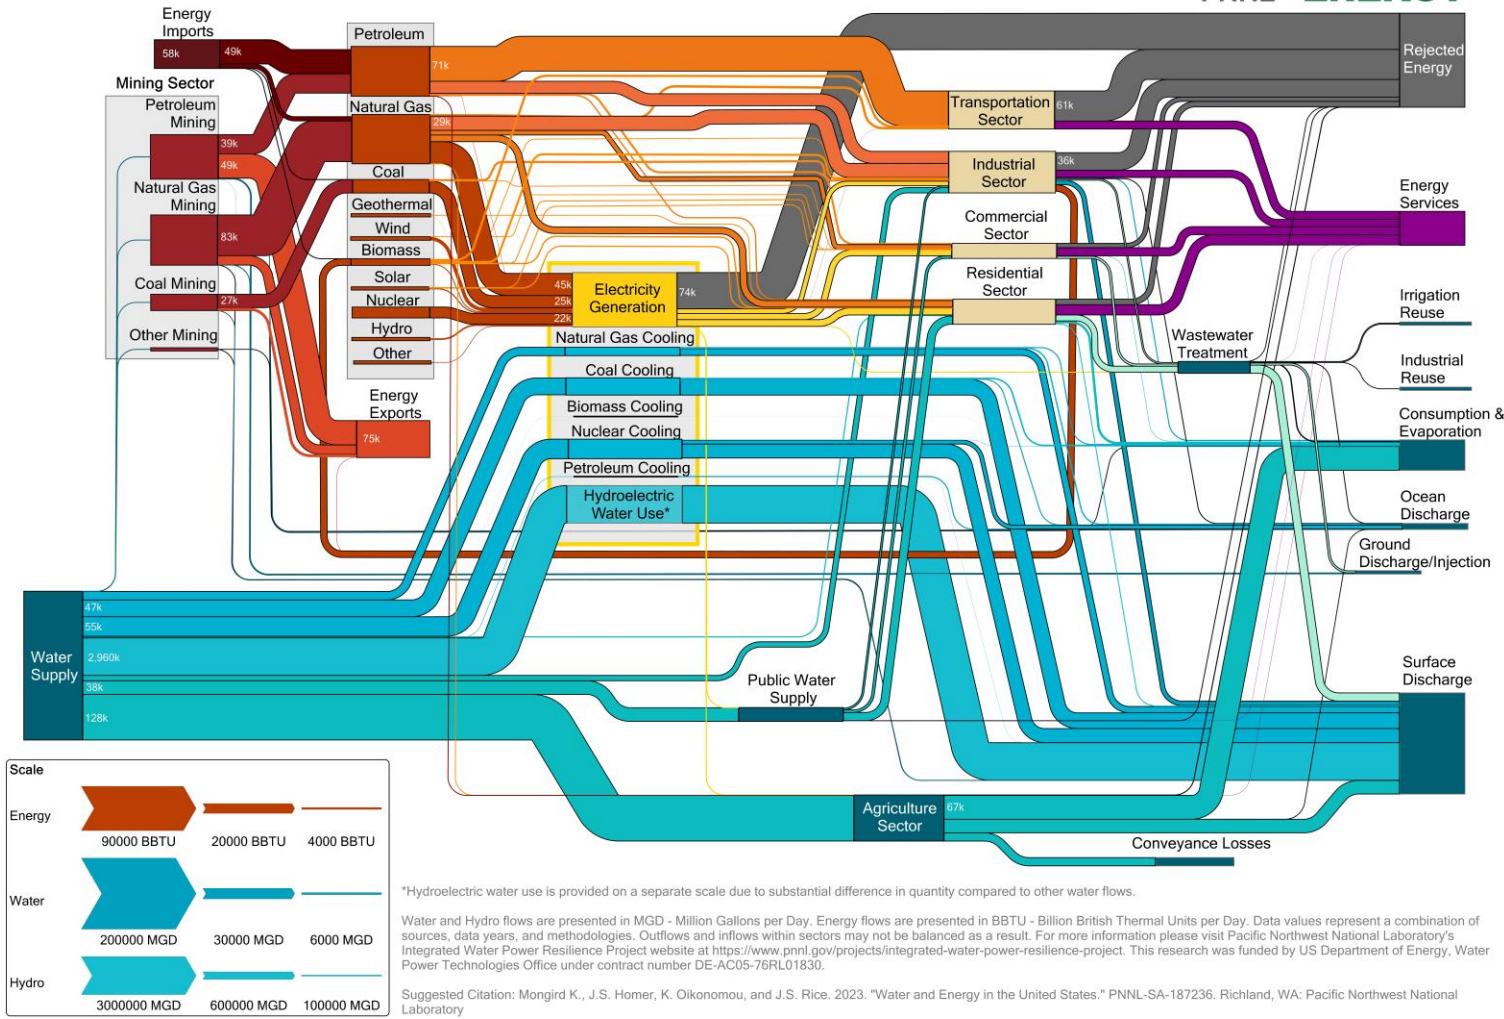 PNNL
ENERGY
Energy
Imports
58k
49k
Mining Sector
Petroleum
Mining
39k
49k
Natural Gas
Mining
83k
Coal Mining
27k
Other Mining
Petroleum
71k
Natural Gas
29k
Coal
Geothermal
Wind
Biomass
Solar
Nuclear
Hydro
Other
Energy
Exports
75k
45k
25k
22k
Electricity
Generation
74k
Natural Gas Cooling
Coal Cooling
Biomass Cooling
Nuclear Cooling
Petroleum Cooling
Hydroelectric
Water Use*
Transportation
Sector
61k
Industrial
Sector
36k
Commercial
Sector
Residential
Sector
Wastewater
Treatment
Rejected
Energy
Energy
Services
Irrigation
Reuse
Industrial
Reuse
Consumption &
Evaporation
Ocean
Discharge
Ground
Discharge/Injection
Surface
Discharge
Water
Supply
47k
55k
2,960k
38k
128k
Public Water
Supply
Agriculture
Sector
67k
Conveyance Losses
Scale
Energy
90000 BBTU
20000 BBTU
4000 BBTU
Water
200000 MGD
30000 MGD
6000 MGD
Hydro
3000000 MGD
600000 MGD
100000 MGD
*Hydroelectric water use is provided on a separate scale due to substantial difference in quantity compared to other water flows.
Water and Hydro flows are presented in MGD - Million Gallons per Day. Energy flows are presented in BBTU - Billion British Thermal Units per Day. Data values represent a combination of
sources, data years, and methodologies. Outflows and inflows within sectors may not be balanced as a result. For more information please visit Pacific Northwest National Laboratory's
Integrated Water Power Resilience Project website at https://www.pnnl.gov/projects/integrated-water-power-resilience-project. This research was funded by US Department of Energy, Water
Power Technologies Office under contract number DE-AC05-76RL01830.
Suggested Citation: Mongird K., J.S. Homer, K. Oikonomou, and J.S. Rice. 2023. "Water and Energy in the United States." PNNL-SA-187236. Richland, WA: Pacific Northwest National
Laboratory